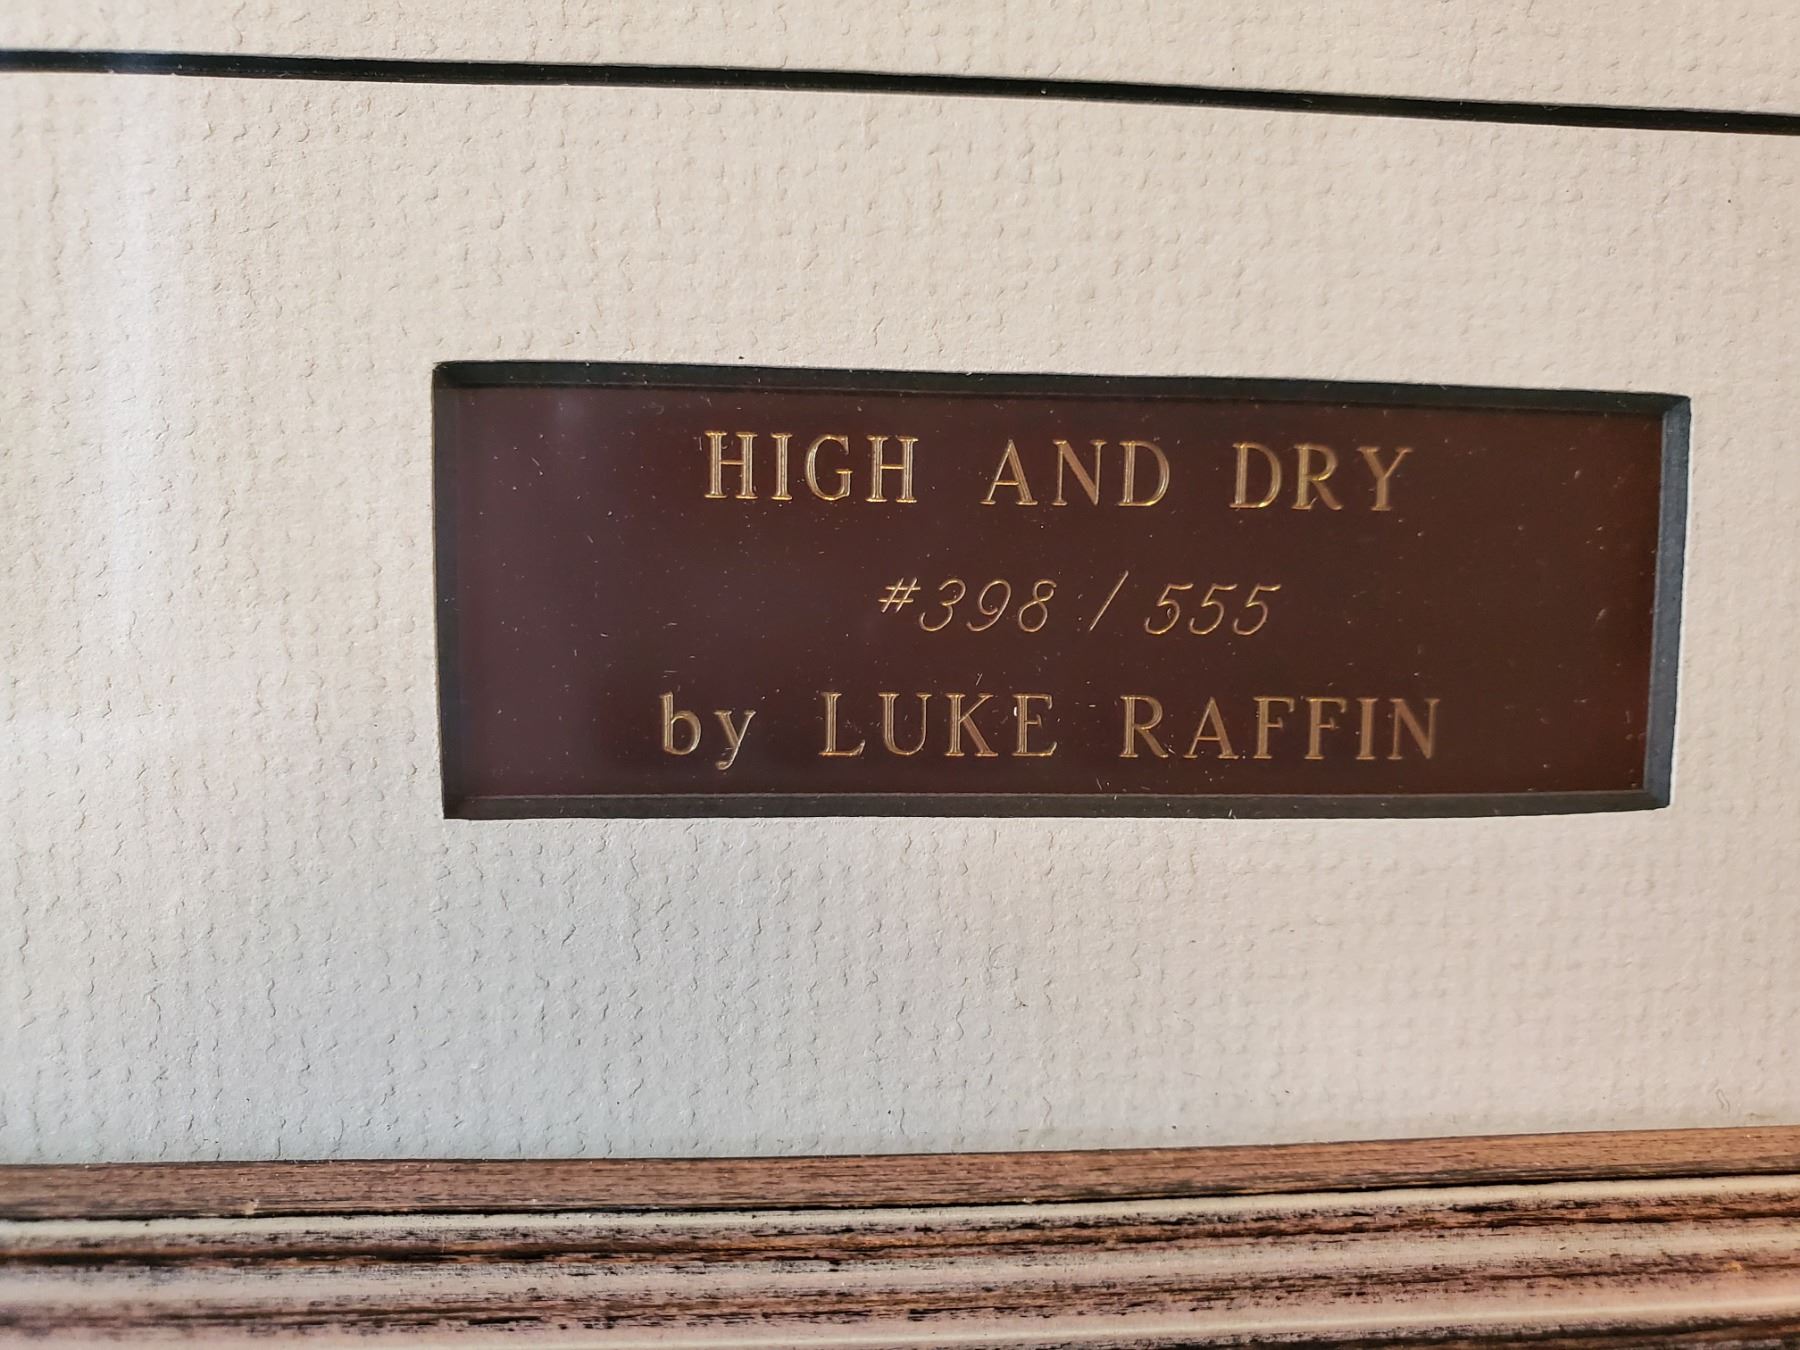 HIGH AND DRY
#398 / 555
by LUKE RAFFIN